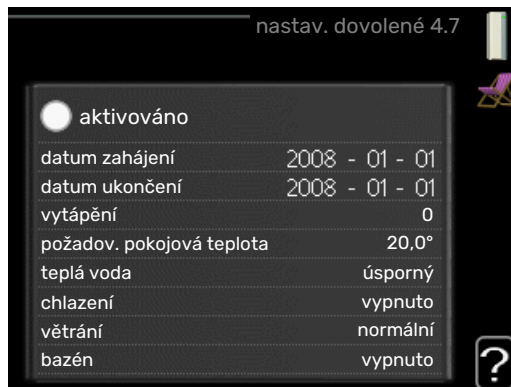 nastav. dovolené 4.7
aktivováno
datum zahájení 2008 - 01 - 01
datum ukončení 2008 - 01 - 01
vytápění 0
požadov. pokojová teplota 20,0°
teplá voda úsporný
chlazení vypnuto
větrání normální
bazén vypnuto
?